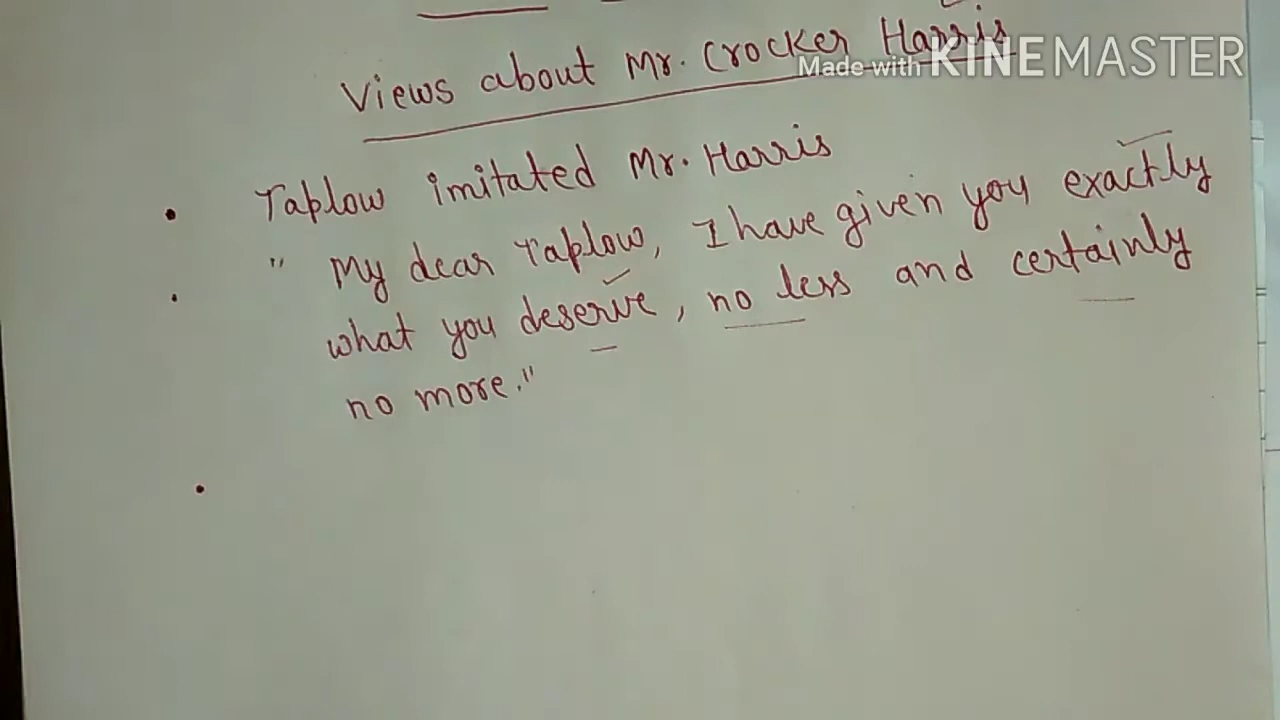 Views about Mr. Crocker Harris
Made with KINEMASTER
• Taplow imitated Mr. Harris
• " My dear Taplow, I have given you exactly
what you deserve, no less and certainly
no more."
•